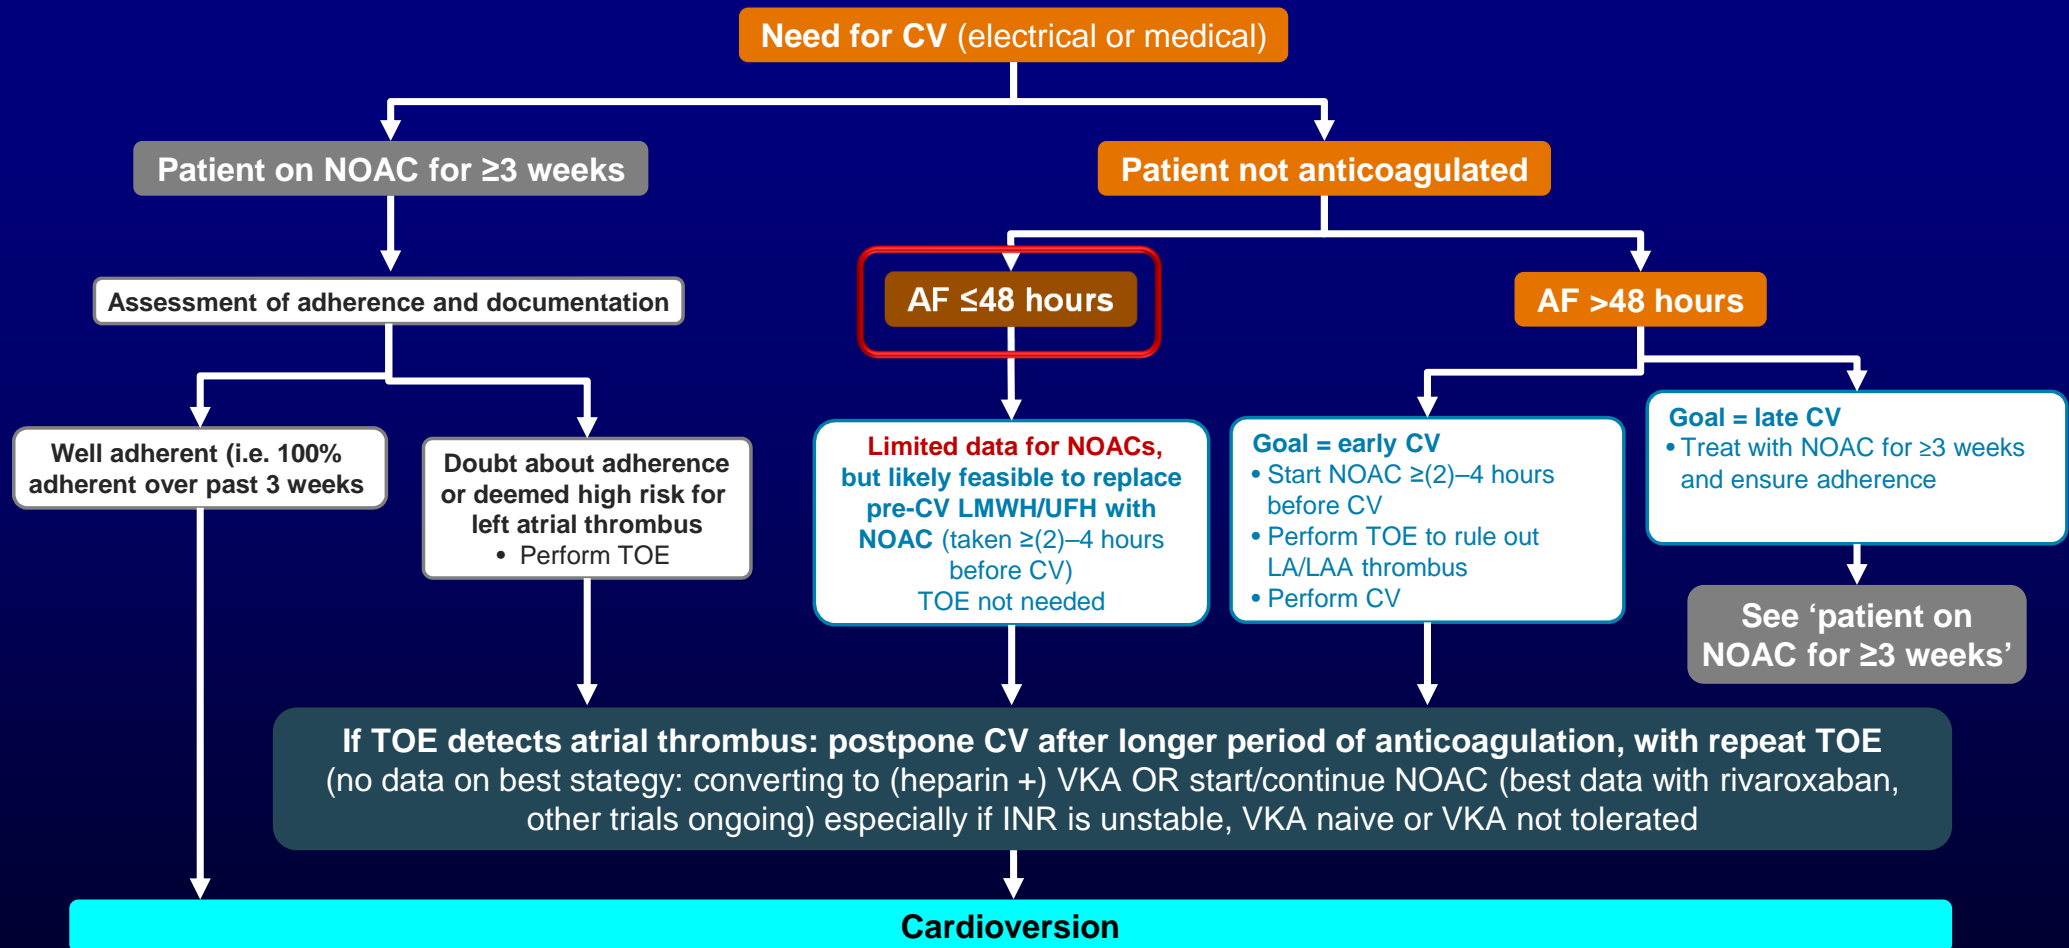 Need for CV (electrical or medical)
Patient on NOAC for ≥3 weeks
Patient not anticoagulated
Assessment of adherence and documentation
AF ≤48 hours
AF >48 hours
Well adherent (i.e. 100%
adherent over past 3 weeks
Doubt about adherence
or deemed high risk for
left atrial thrombus
• Perform TOE
Limited data for NOACs,
but likely feasible to replace
pre-CV LMWH/UFH with
NOAC (taken ≥(2)–4 hours
before CV)
TOE not needed
Goal = early CV
• Start NOAC ≥(2)–4 hours
before CV
• Perform TOE to rule out
LA/LAA thrombus
• Perform CV
Goal = late CV
• Treat with NOAC for ≥3 weeks
and ensure adherence
See ‘patient on
NOAC for ≥3 weeks’
If TOE detects atrial thrombus: postpone CV after longer period of anticoagulation, with repeat TOE
(no data on best stategy: converting to (heparin +) VKA OR start/continue NOAC (best data with rivaroxaban,
other trials ongoing) especially if INR is unstable, VKA naive or VKA not tolerated
Cardioversion